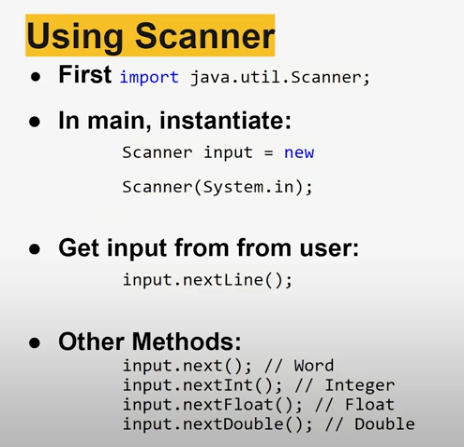 Using Scanner
● First import java.util.Scanner;
● In main, instantiate:
Scanner input = new
Scanner(System.in);
● Get input from from user:
input.nextLine();
● Other Methods:
input.next(); // Word
input.nextInt(); // Integer
input.nextFloat(); // Float
input.nextDouble(); // Double